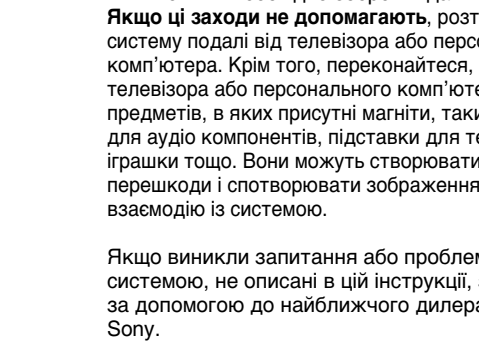 Якщо ці заходи не допомагають, розт
систему подалі від телевізора або персо
комп'ютера. Крім того, переконайтеся,
телевізора або персонального комп'юте
предметів, в яких присутні магніти, таки
для аудіо компонентів, підставки для те
іграшки тощо. Вони можуть створювати
перешкоди і спотворювати зображення
взаємодію із системою.
Якщо виникли запитання або проблем
системою, не описані в цій інструкції, з
за допомогою до найближчого дилера
Sony.